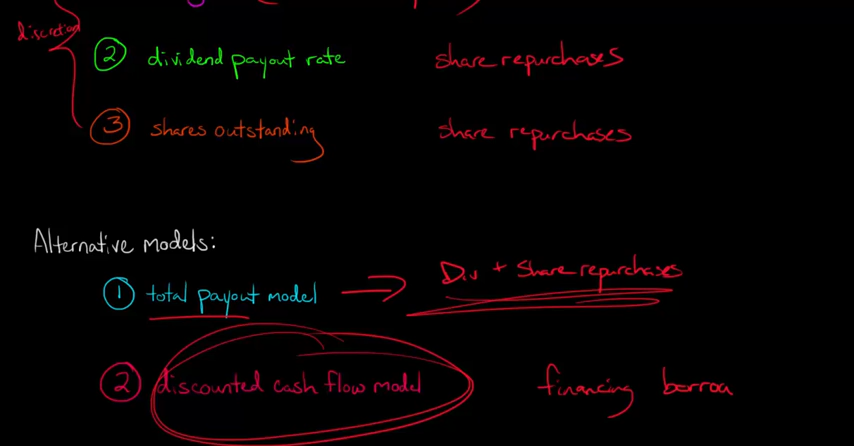 discretion
② dividend payout rate share repurchases
③ shares outstanding share repurchases
Alternative models:
① total payout model → Div + share repurchases
② discounted cash flow model financing borrow